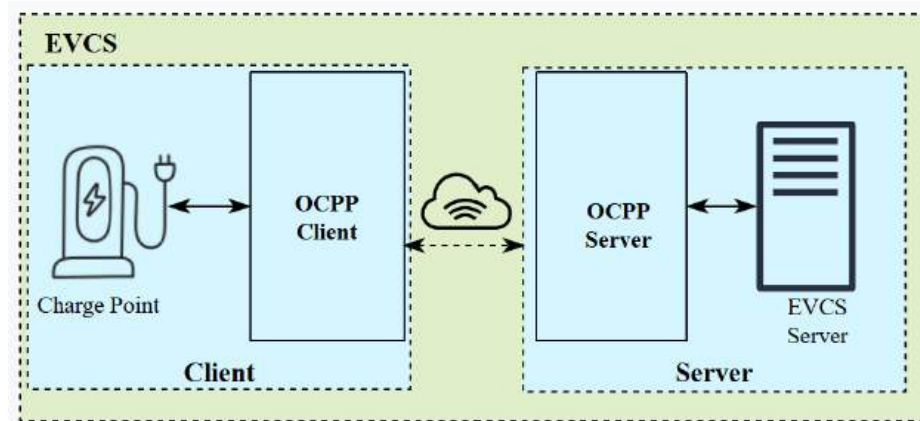 EVCS
OCPP
Client
OCPP
Server
Charge Point
EVCS
Server
Client
Server